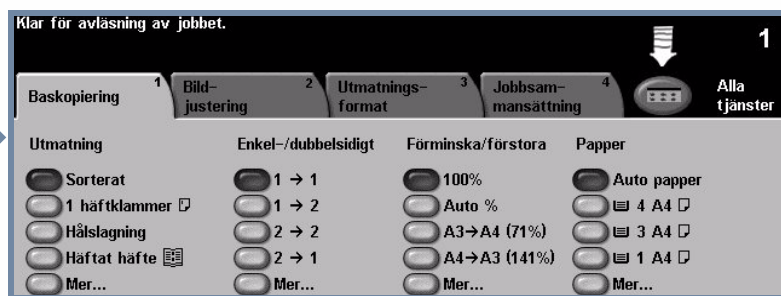 Klar för avläsning av jobbet.
1
Baskopiering 1
Bild-
justering 2
Utmatnings-
format 3
Jobbsam-
mansättning 4
Alla
tjänster
Utmatning
Sorterat
1 häftklammer
Hålslagning
Häftat häfte
Mer...
Enkel-/dubbelsidigt
1 → 1
1 → 2
2 → 2
2 → 1
Mer...
Förminska/förstora
100%
Auto %
A3→A4 (71%)
A4→A3 (141%)
Mer...
Papper
Auto papper
4 A4
3 A4
1 A4
Mer...